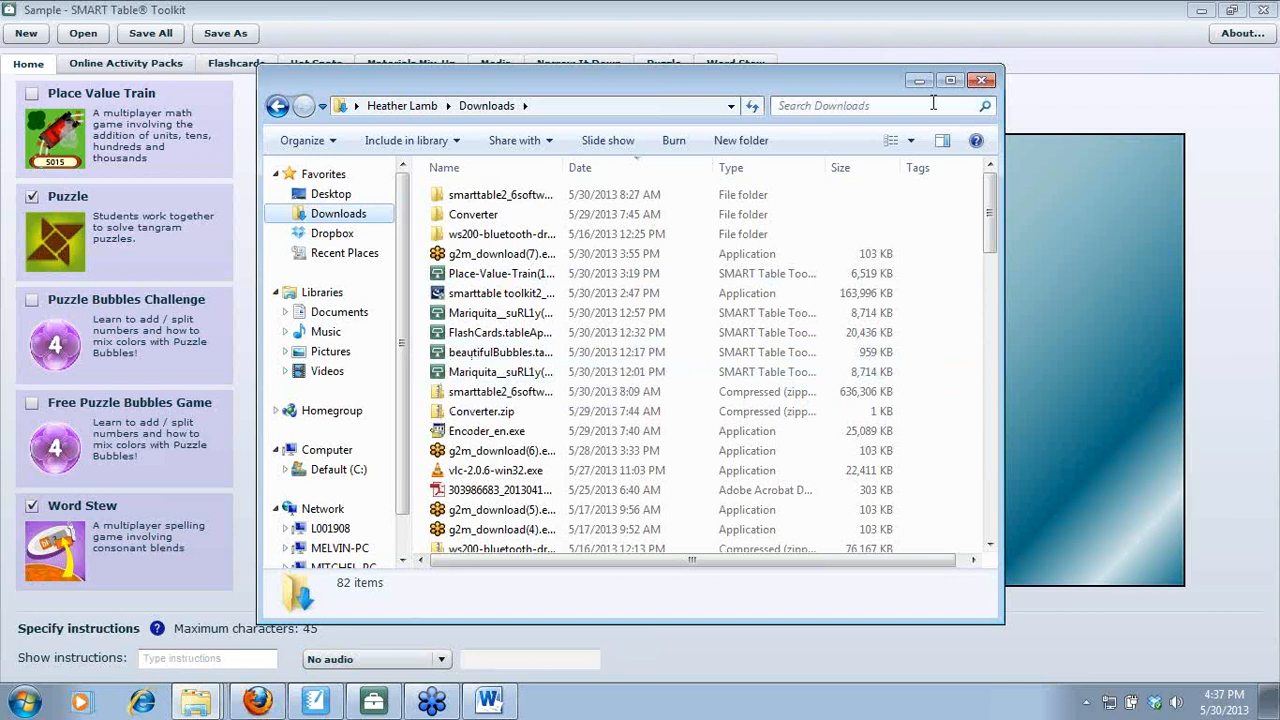 Sample - SMART Table® Toolkit
New Open Save All Save As About...
Home Online Activity Packs Flashcards
Place Value Train
A multiplayer math
game involving the
addition of units, tens,
hundreds and
thousands
5015
Puzzle
Students work together
to solve tangram
puzzles.
Puzzle Bubbles Challenge
Learn to add / split
numbers and how to
mix colors with Puzzle
Bubbles!
4
Free Puzzle Bubbles Game
Learn to add / split
numbers and how to
mix colors with Puzzle
Bubbles!
4
Word Stew
A multiplayer spelling
game involving
consonant blends
Specify instructions ? Maximum characters: 45
Show instructions: Type instructions No audio
Heather Lamb Downloads Search Downloads
Organize Include in library Share with Slide show Burn New folder
Favorites
Desktop
Downloads
Dropbox
Recent Places
Libraries
Documents
Music
Pictures
Videos
Homegroup
Computer
Default (C:)
Network
L001908
MELVIN-PC
MITCHEL-PC
Name Date Type Size Tags
smarttable2_6softw... 5/30/2013 8:27 AM File folder
Converter 5/29/2013 7:45 AM File folder
ws200-bluetooth-dr... 5/16/2013 12:25 PM File folder
g2m_download(7).e... 5/30/2013 3:55 PM Application 103 KB
Place-Value-Train(1... 5/30/2013 3:19 PM SMART Table Too... 6,519 KB
smarttable toolkit2_... 5/30/2013 2:47 PM Application 163,996 KB
Mariquita__suRL1y(... 5/30/2013 12:57 PM SMART Table Too... 8,714 KB
FlashCards.tableAp... 5/30/2013 12:32 PM SMART Table Too... 20,436 KB
beautifulBubbles.ta... 5/30/2013 12:17 PM SMART Table Too... 959 KB
Mariquita__suRL1y(... 5/30/2013 12:01 PM SMART Table Too... 8,714 KB
smarttable2_6softw... 5/30/2013 8:09 AM Compressed (zipp... 636,306 KB
Converter.zip 5/29/2013 7:44 AM Compressed (zipp... 1 KB
Encoder_en.exe 5/29/2013 7:40 AM Application 25,089 KB
g2m_download(6).e... 5/28/2013 3:33 PM Application 103 KB
vlc-2.0.6-win32.exe 5/27/2013 11:03 PM Application 22,411 KB
303986683_2013041... 5/25/2013 6:40 AM Adobe Acrobat D... 303 KB
g2m_download(5).e... 5/17/2013 9:56 AM Application 103 KB
g2m_download(4).e... 5/17/2013 9:52 AM Application 103 KB
ws200-bluetooth-dr... 5/16/2013 12:13 PM Compressed (zipp... 76,167 KB
82 items
4:37 PM
5/30/2013